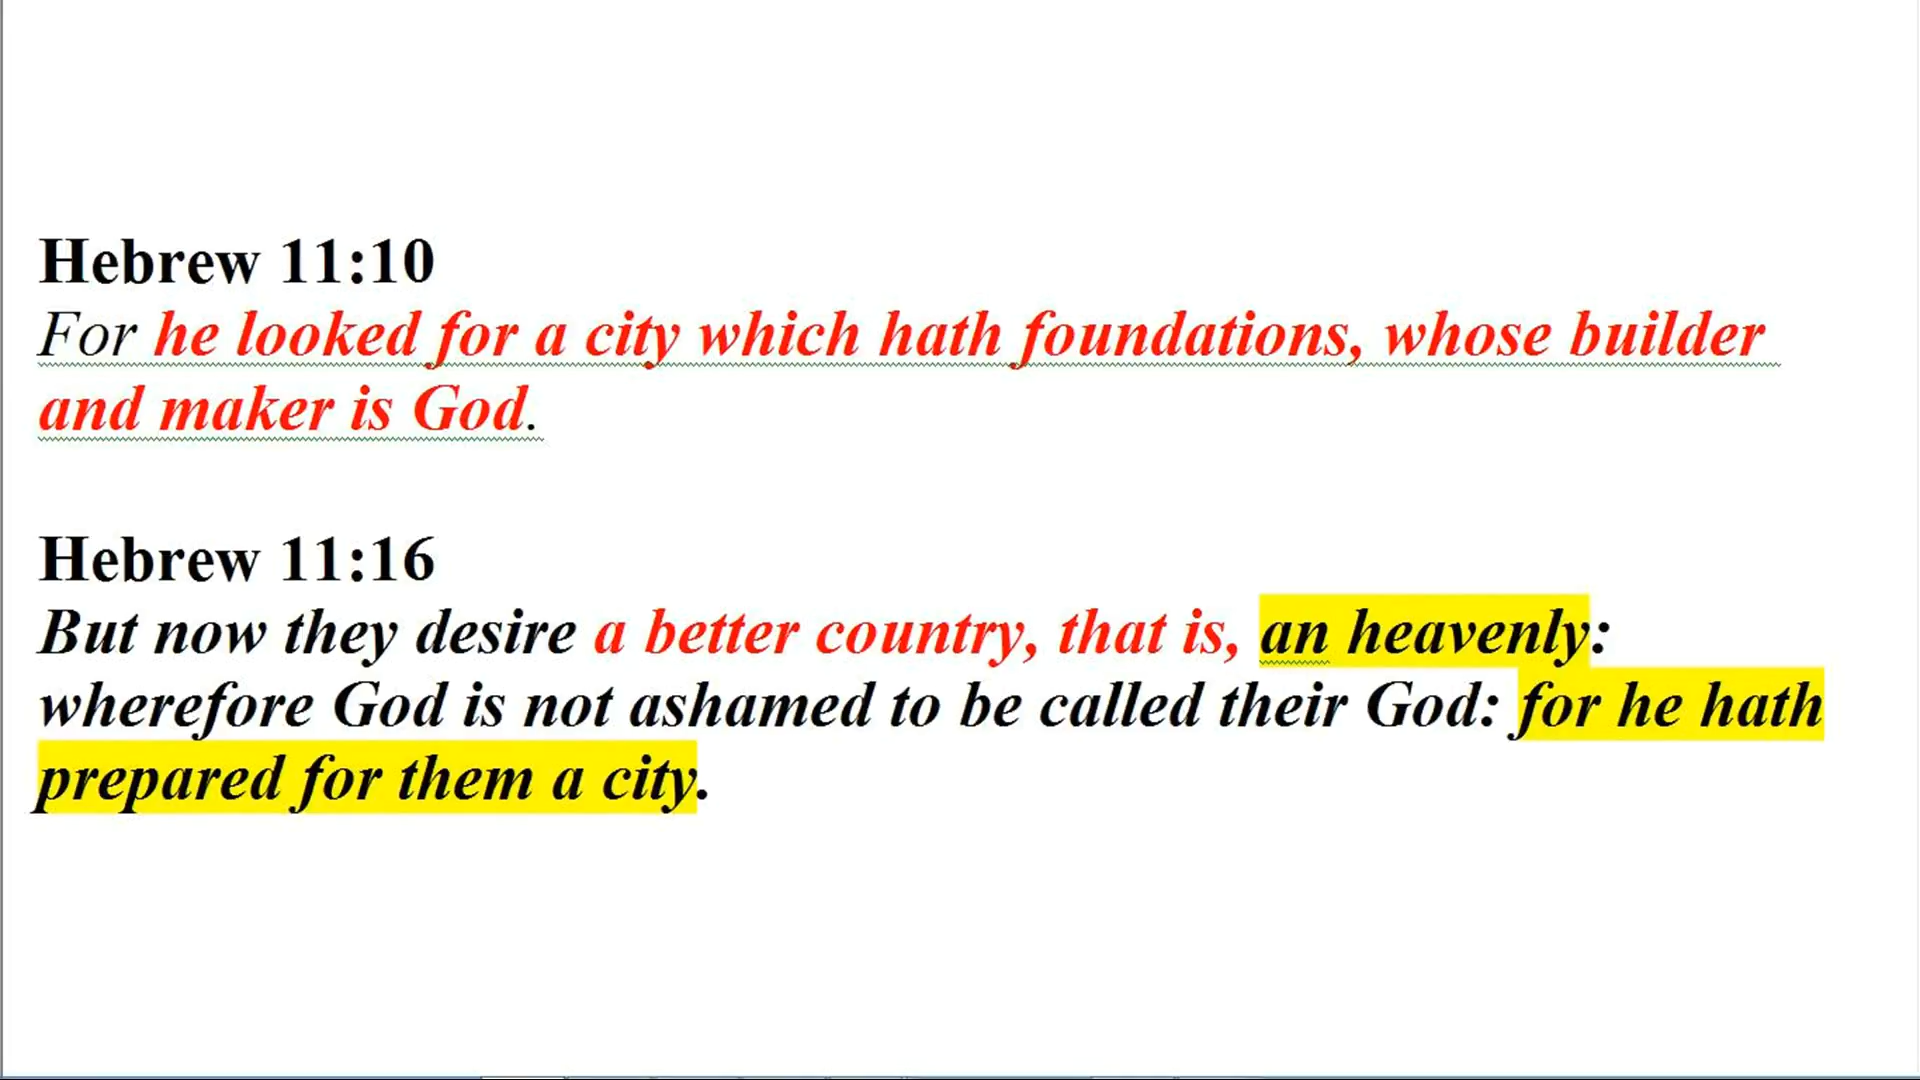 Hebrew 11:10
For he looked for a city which hath foundations, whose builder
and maker is God.
Hebrew 11:16
But now they desire a better country, that is, an heavenly:
wherefore God is not ashamed to be called their God: for he hath
prepared for them a city.